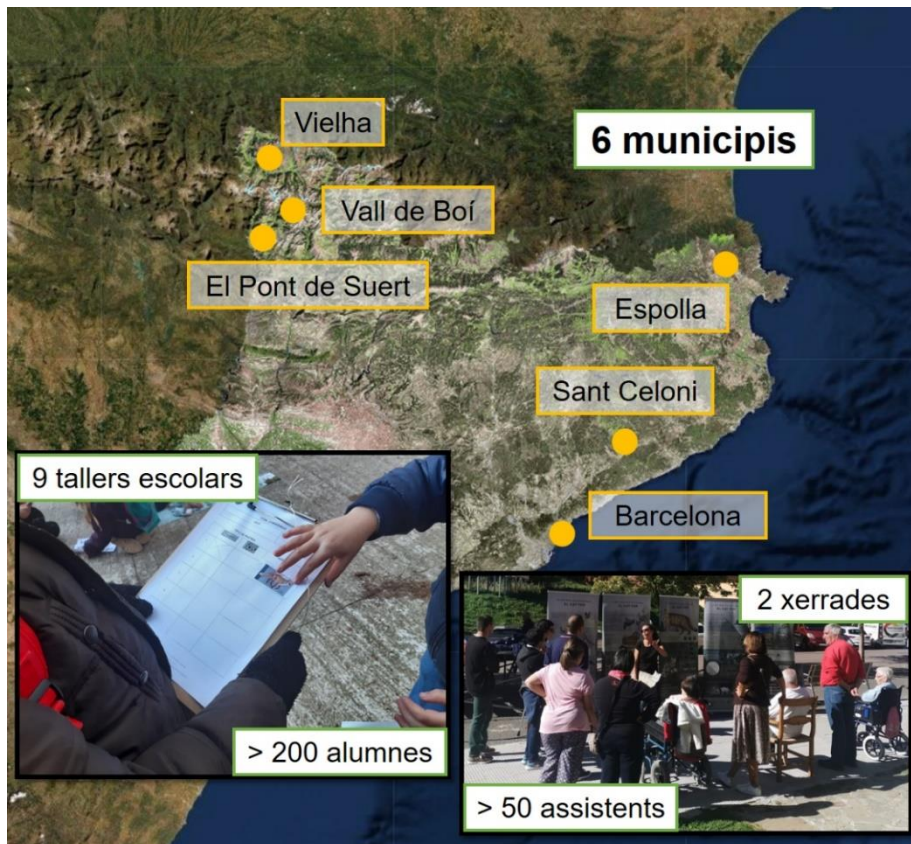 Vielha
6 municipis
Vall de Boí
El Pont de Suert
Espolla
Sant Celoni
9 tallers escolars
Barcelona
2 xerrades
> 200 alumnes
> 50 assistents